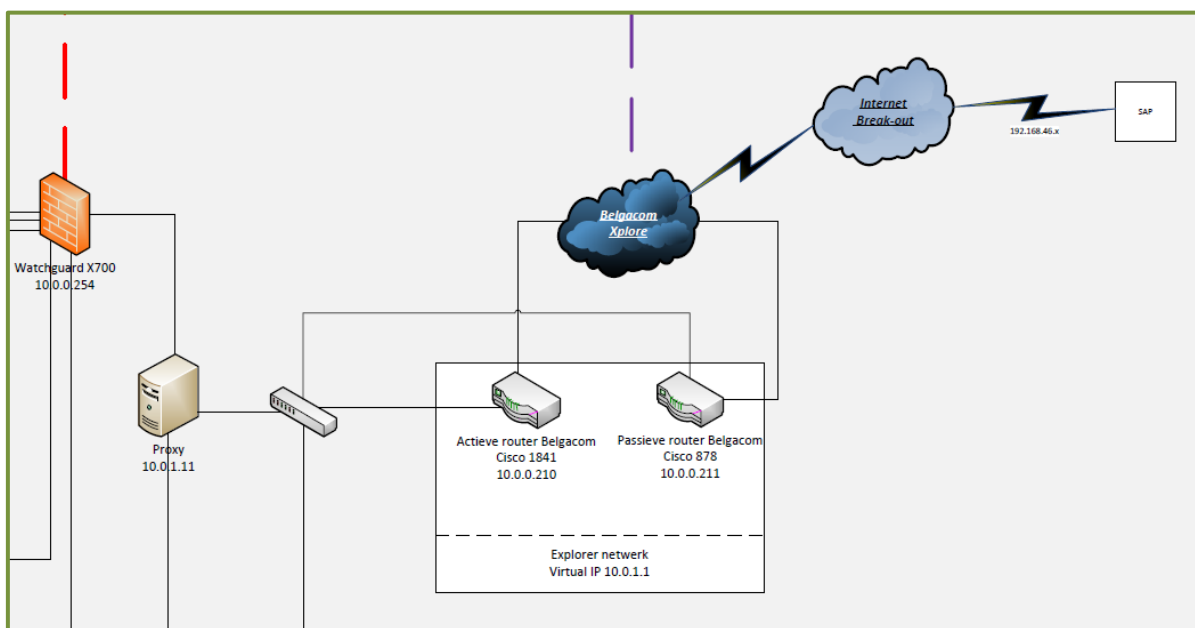 Internet
Break-out
SAP
192.168.46.x
Belgacom
Xplore
Watchguard X700
10.0.0.254
Proxy
10.0.1.11
Actieve router Belgacom
Cisco 1841
10.0.0.210
Passieve router Belgacom
Cisco 878
10.0.0.211
Explorer netwerk
Virtual IP 10.0.1.1